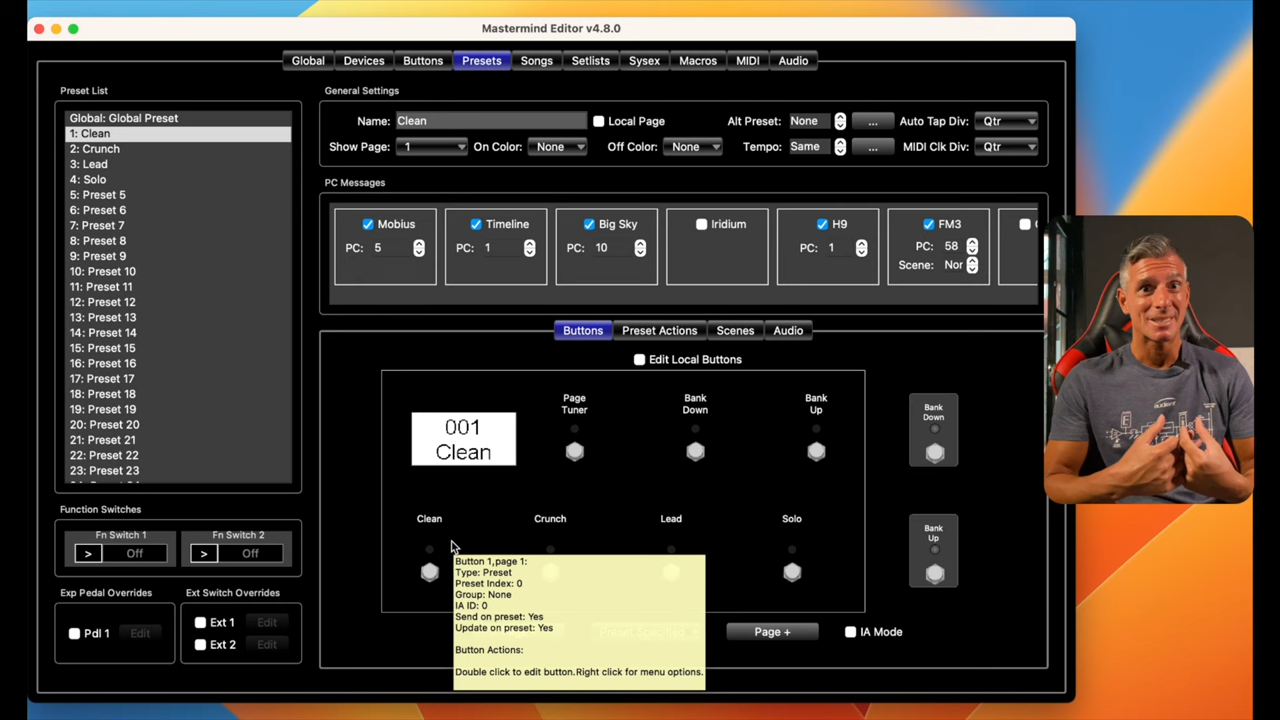 Mastermind Editor v4.8.0
Global Devices Buttons Presets Songs Setlists Sysex Macros MIDI Audio
Preset List
Global: Global Preset
1: Clean
2: Crunch
3: Lead
4: Solo
5: Preset 5
6: Preset 6
7: Preset 7
8: Preset 8
9: Preset 9
10: Preset 10
11: Preset 11
12: Preset 12
13: Preset 13
14: Preset 14
15: Preset 15
16: Preset 16
17: Preset 17
18: Preset 18
19: Preset 19
20: Preset 20
21: Preset 21
22: Preset 22
23: Preset 23
Function Switches
Fn Switch 1 Fn Switch 2
> Off > Off
Exp Pedal Overrides
Pdl 1 Edit
Ext Switch Overrides
Ext 1 Edit
Ext 2 Edit
General Settings
Name: Clean Local Page Alt Preset: None ... Auto Tap Div: Qtr
Show Page: 1 On Color: None Off Color: None Tempo: Same ... MIDI Clk Div: Qtr
PC Messages
Mobius Timeline Big Sky Iridium H9 FM3
PC: 5 PC: 1 PC: 10 PC: 1 PC: 58
Scene: Nor
Buttons Preset Actions Scenes Audio
Edit Local Buttons
Page
Tuner
Bank
Down
Bank
Up
Bank
Down
001
Clean
Clean Crunch Lead Solo
Bank
Up
Button 1,page 1:
Type: Preset
Preset Index: 0
Group: None
IA ID: 0
Send on preset: Yes
Update on preset: Yes
Button Actions:
Double click to edit button.Right click for menu options.
Page + IA Mode